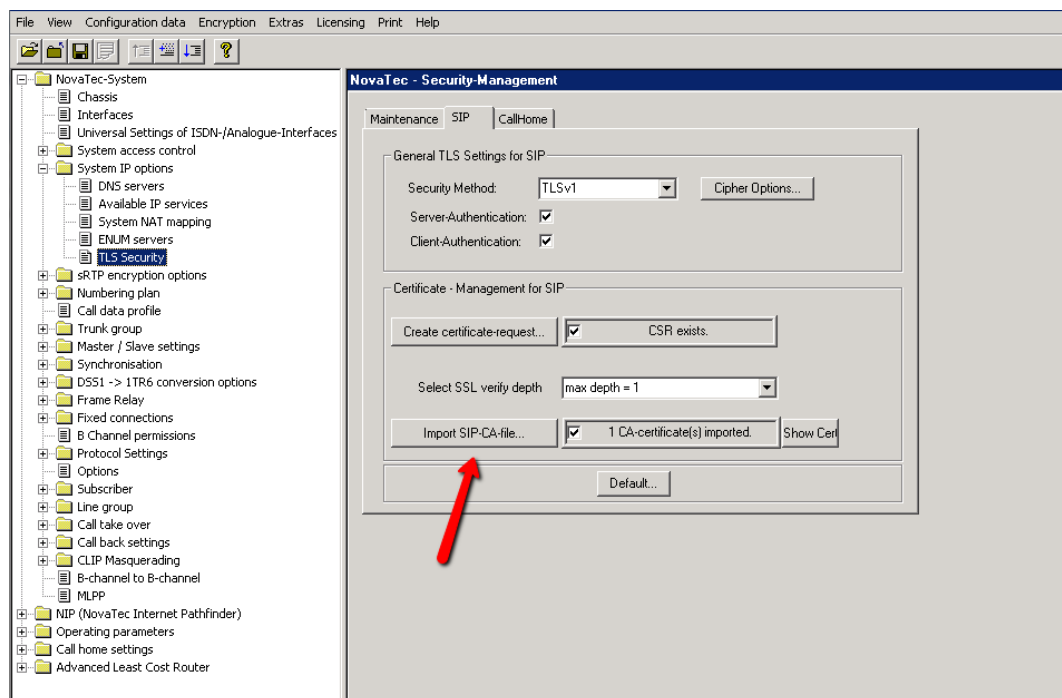 File View Configuration data Encryption Extras Licensing Print Help
NovaTec-System
Chassis
Interfaces
Universal Settings of ISDN-/Analogue-Interfaces
System access control
System IP options
DNS servers
Available IP services
System NAT mapping
ENUM servers
TLS Security
sRTP encryption options
Numbering plan
Call data profile
Trunk group
Master / Slave settings
Synchronisation
DSS1 -> 1TR6 conversion options
Frame Relay
Fixed connections
B Channel permissions
Protocol Settings
Options
Subscriber
Line group
Call take over
Call back settings
CLIP Masquerading
B-channel to B-channel
MLPP
NIP (NovaTec Internet Pathfinder)
Operating parameters
Call home settings
Advanced Least Cost Router
NovaTec - Security-Management
Maintenance SIP CallHome
General TLS Settings for SIP
Security Method: TLSv1 Cipher Options...
Server-Authentication:
Client-Authentication:
Certificate - Management for SIP
Create certificate-request... CSR exists.
Select SSL verify depth max depth = 1
Import SIP-CA-file... 1 CA-certificate(s) imported. Show Cert
Default...